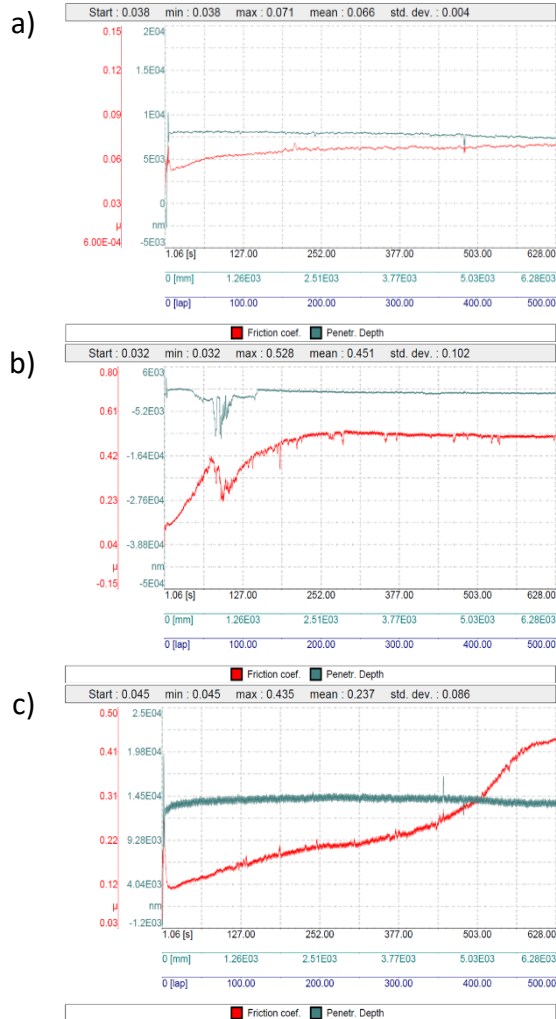 a)
Start : 0.038 min : 0.038 max : 0.071 mean : 0.066 std. dev. : 0.004
0.15 2E04
0.12 1.5E04
0.09 1E04
0.06 5E03
0.03 0
µ nm
6.00E-04 -5E03
1.06 [s] 127.00 252.00 377.00 503.00 628.00
0 [mm] 1.26E03 2.51E03 3.77E03 5.03E03 6.28E03
0 [lap] 100.00 200.00 300.00 400.00 500.00
Friction coef. Penetr. Depth
b)
Start : 0.032 min : 0.032 max : 0.528 mean : 0.451 std. dev. : 0.102
0.80 6E03
0.61 -5.2E03
0.42 -1.64E04
0.23 -2.76E04
0.04 -3.88E04
µ nm
-0.15 -5E04
1.06 [s] 127.00 252.00 377.00 503.00 628.00
0 [mm] 1.26E03 2.51E03 3.77E03 5.03E03 6.28E03
0 [lap] 100.00 200.00 300.00 400.00 500.00
Friction coef. Penetr. Depth
c)
Start : 0.045 min : 0.045 max : 0.435 mean : 0.237 std. dev. : 0.086
0.50 2.5E04
0.41 1.98E04
0.31 1.45E04
0.22 9.28E03
0.12 4.04E03
µ nm
0.03 -1.2E03
1.06 [s] 127.00 252.00 377.00 503.00 628.00
0 [mm] 1.26E03 2.51E03 3.77E03 5.03E03 6.28E03
0 [lap] 100.00 200.00 300.00 400.00 500.00
Friction coef. Penetr. Depth